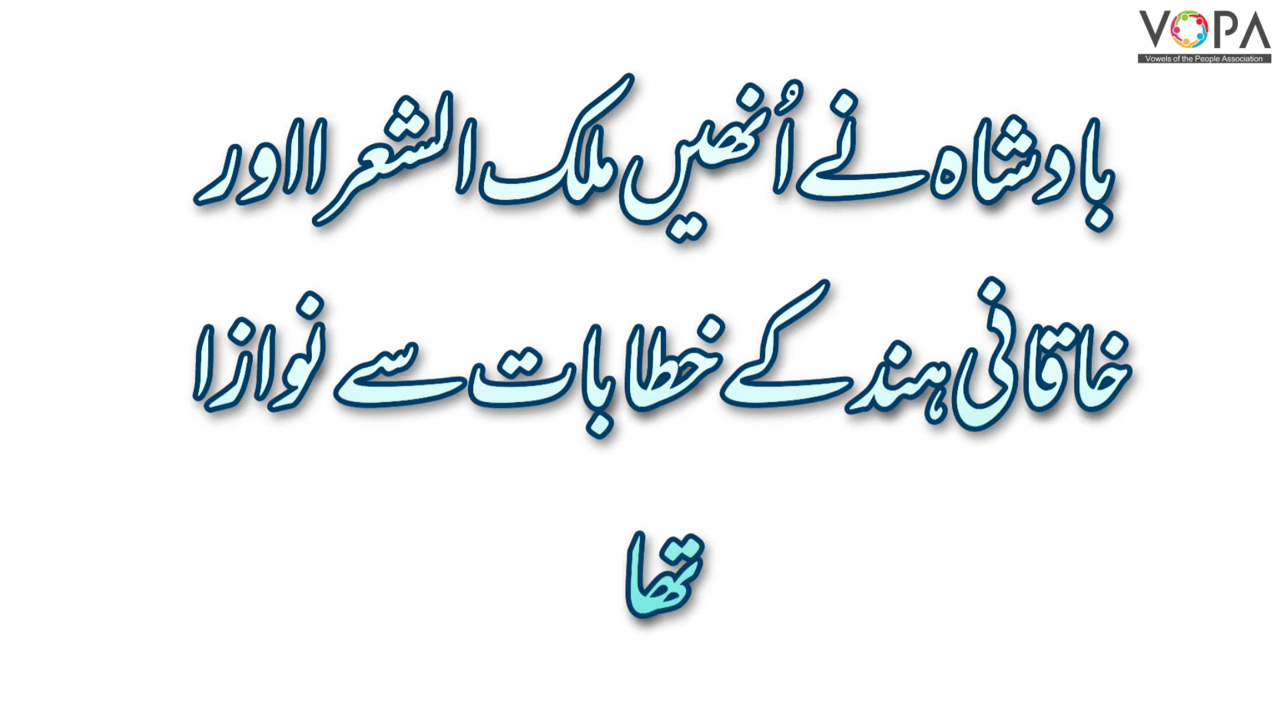 VOPA
Vowels of the People Association
بادشاہ نے اُنھیں ملک الشعرا اور
خاقانی ہند کے خطابات سے نوازا
تھا